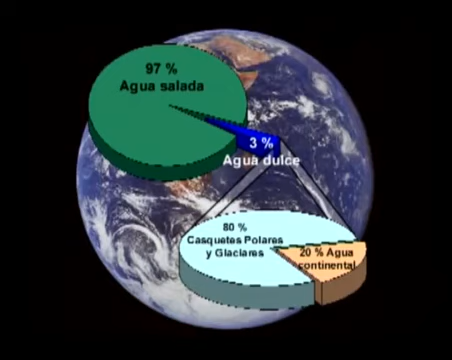 97 %
Agua salada
3 %
Agua dulce
80 %
Casquetes Polares
y Glaciares
20 % Agua
continental